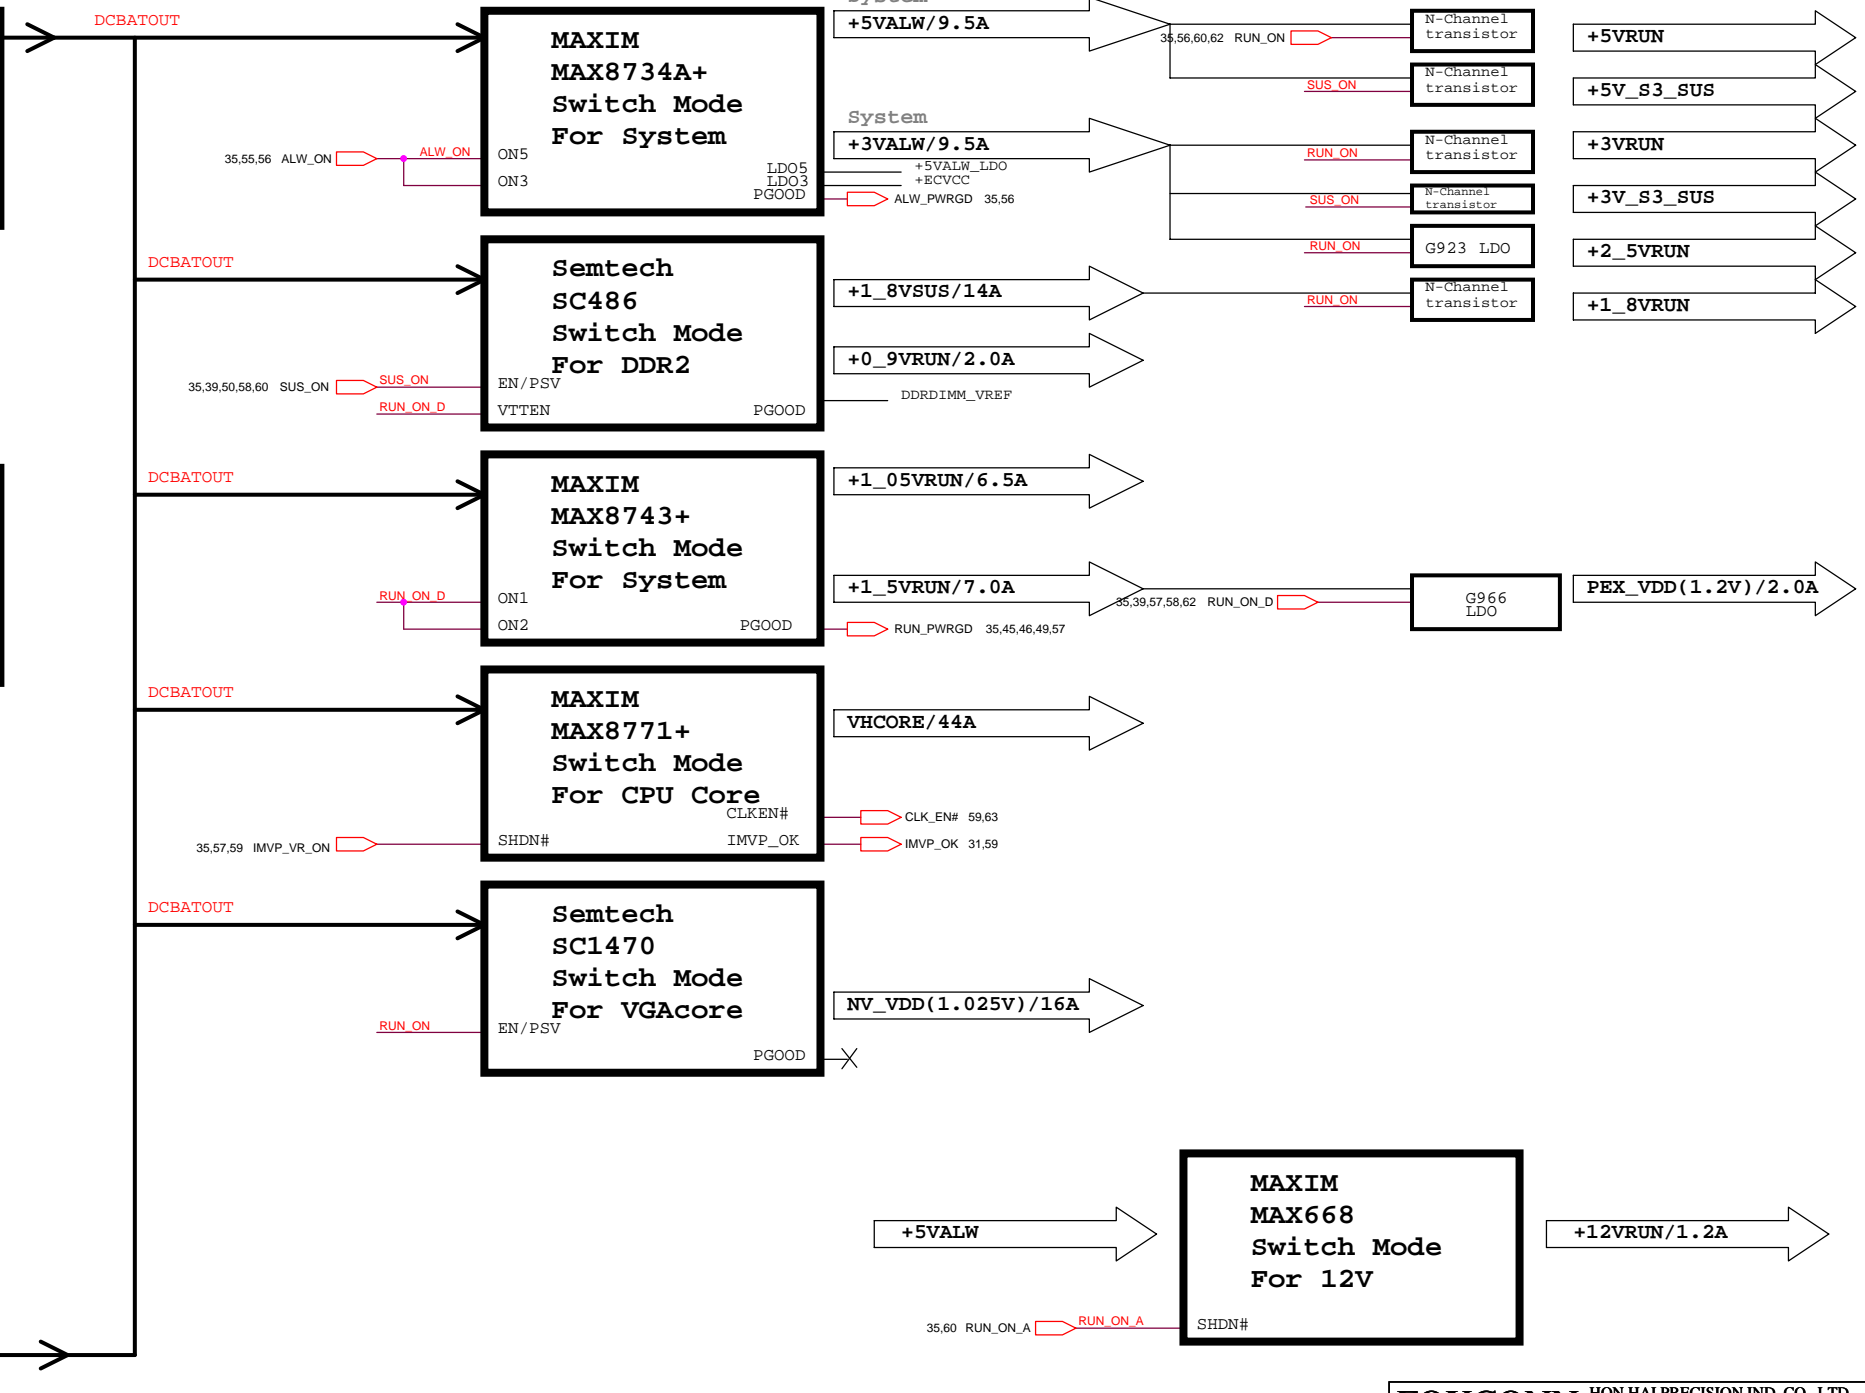 DCBATOUT
MAXIM
MAX8734A+
Switch Mode
For System
35,55,56 ALW_ON
ALW_ON
ON5
ON3
LDO5
LDO3
PGOOD
System
+5VALW/9.5A
System
+3VALW/9.5A
+5VALW_LDO
+ECVCC
ALW_PWRGD 35,56
35,56,60,62 RUN_ON
N-Channel
transistor
+5VRUN
SUS_ON
N-Channel
transistor
+5V_S3_SUS
RUN_ON
N-Channel
transistor
+3VRUN
SUS_ON
N-Channel
transistor
+3V_S3_SUS
RUN_ON
G923 LDO
+2_5VRUN
DCBATOUT
Semtech
SC486
Switch Mode
For DDR2
35,39,50,58,60 SUS_ON
SUS_ON
EN/PSV
RUN_ON_D
VTTEN
PGOOD
+1_8VSUS/14A
RUN_ON
N-Channel
transistor
+1_8VRUN
+0_9VRUN/2.0A
DDRDIMM_VREF
DCBATOUT
MAXIM
MAX8743+
Switch Mode
For System
RUN_ON_D
ON1
ON2
PGOOD
+1_05VRUN/6.5A
+1_5VRUN/7.0A
RUN_PWRGD 35,45,46,49,57
35,39,57,58,62 RUN_ON_D
G966
LDO
PEX_VDD(1.2V)/2.0A
DCBATOUT
MAXIM
MAX8771+
Switch Mode
For CPU Core
35,57,59 IMVP_VR_ON
SHDN#
CLKEN#
IMVP_OK
VHCORE/44A
CLK_EN# 59,63
IMVP_OK 31,59
DCBATOUT
Semtech
SC1470
Switch Mode
For VGAcore
RUN_ON
EN/PSV
PGOOD
NV_VDD(1.025V)/16A
+5VALW
MAXIM
MAX668
Switch Mode
For 12V
35,60 RUN_ON_A
RUN_ON_A
SHDN#
+12VRUN/1.2A
FOXCONN HON HAI PRECISION IND. CO., LTD.